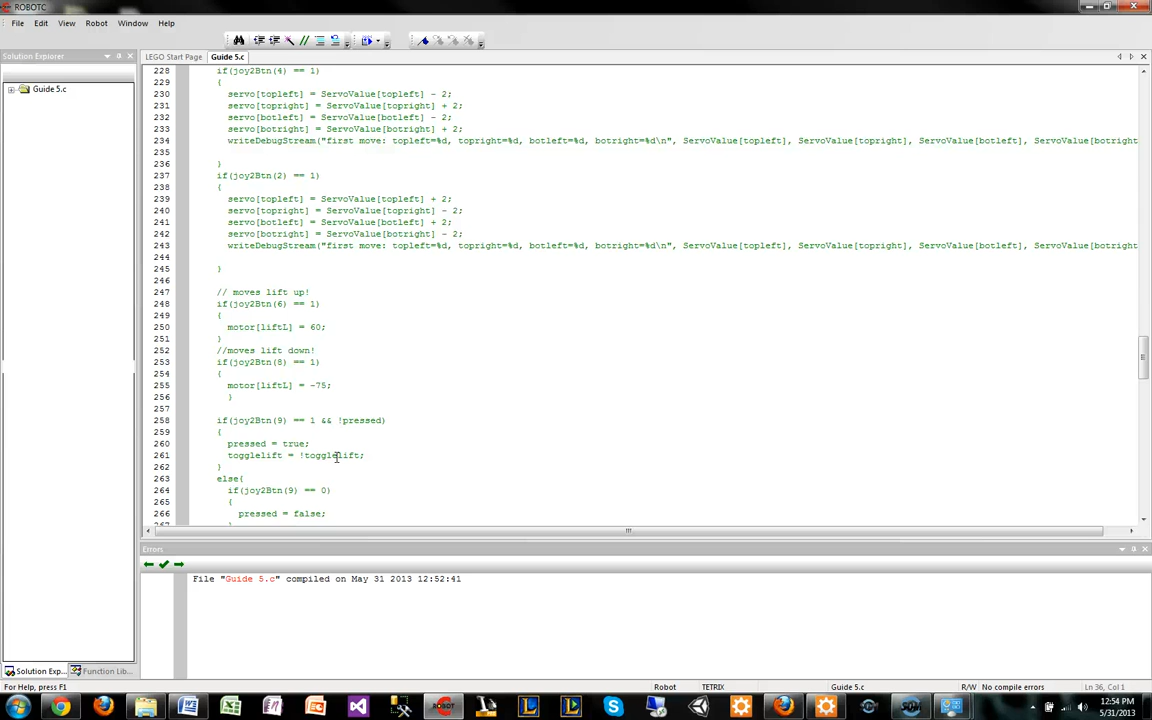 ROBOTC
File Edit View Robot Window Help
Solution Explorer
LEGO Start Page Guide 5.c
Guide 5.c
228 if(joy2Btn(4) == 1)
229 {
230 servo[topleft] = ServoValue[topleft] - 2;
231 servo[topright] = ServoValue[topright] + 2;
232 servo[botleft] = ServoValue[botleft] - 2;
233 servo[botright] = ServoValue[botright] + 2;
234 writeDebugStream("first move: topleft=%d, topright=%d, botleft=%d, botright=%d\n", ServoValue[topleft], ServoValue[topright], ServoValue[botleft], ServoValue[botright
235
236 }
237 if(joy2Btn(2) == 1)
238 {
239 servo[topleft] = ServoValue[topleft] + 2;
240 servo[topright] = ServoValue[topright] - 2;
241 servo[botleft] = ServoValue[botleft] + 2;
242 servo[botright] = ServoValue[botright] - 2;
243 writeDebugStream("first move: topleft=%d, topright=%d, botleft=%d, botright=%d\n", ServoValue[topleft], ServoValue[topright], ServoValue[botleft], ServoValue[botright
244
245 }
246
247 // moves lift up!
248 if(joy2Btn(6) == 1)
249 {
250 motor[liftL] = 60;
251 }
252 //moves lift down!
253 if(joy2Btn(8) == 1)
254 {
255 motor[liftL] = -75;
256 }
257
258 if(joy2Btn(9) == 1 && !pressed)
259 {
260 pressed = true;
261 togglelift = !togglelift;
262 }
263 else{
264 if(joy2Btn(9) == 0)
265 {
266 pressed = false;
267 }
Errors
File "Guide 5.c" compiled on May 31 2013 12:52:41
Solution Exp... Function Lib...
For Help, press F1 Robot TETRIX Guide 5.c R/W No compile errors Ln 36, Col 1
12:54 PM
5/31/2013